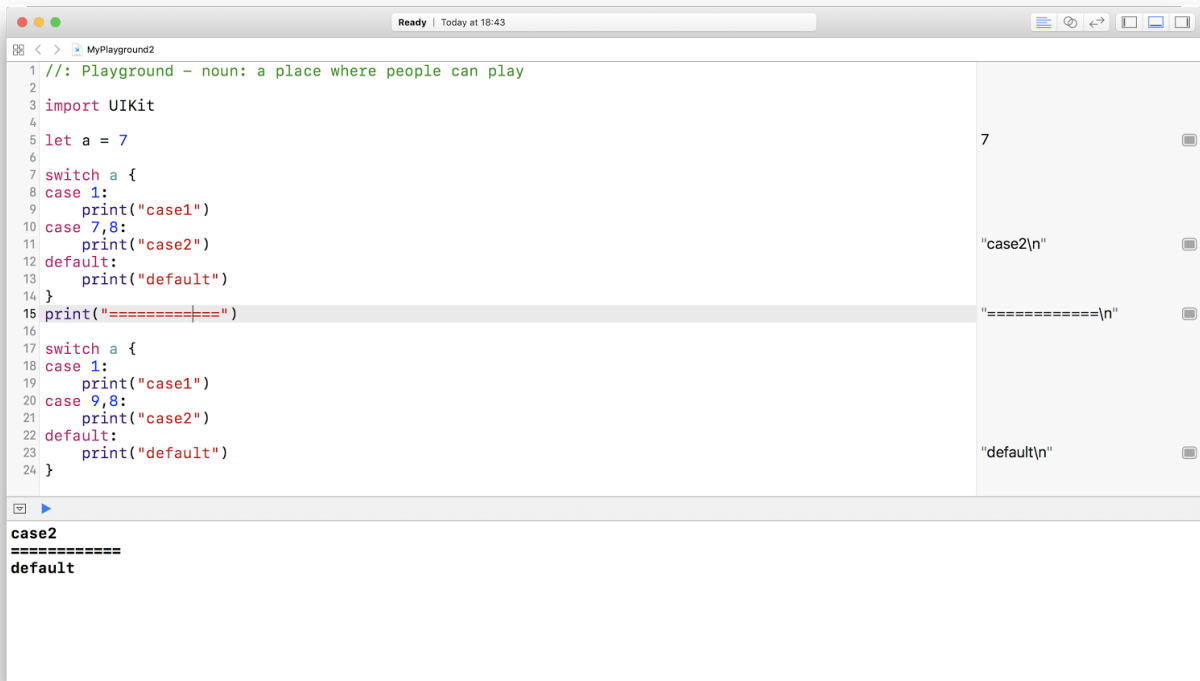 Ready | Today at 18:43
MyPlayground2
1 //: Playground – noun: a place where people can play
2
3 import UIKit
4
5 let a = 7
7
6
7 switch a {
8 case 1:
9     print("case1")
10 case 7,8:
11     print("case2")
"case2\n"
12 default:
13     print("default")
14 }
15 print("============")
"============\n"
16
17 switch a {
18 case 1:
19     print("case1")
20 case 9,8:
21     print("case2")
22 default:
23     print("default")
"default\n"
24 }
case2
============
default